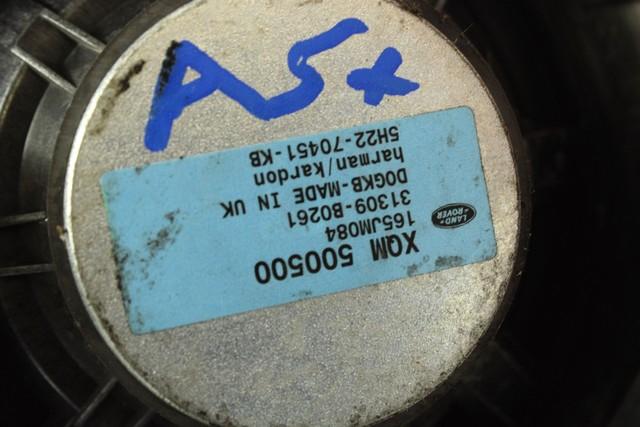 A5x
XQM 500500
165JM084
31309-B0261
DOGKB-MADE IN UK
harman/kardon
5H22-70451-KB
LAND-
-ROVER